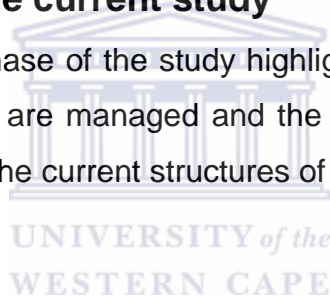 he current study
ase of the study highlig
are managed and the
he current structures of
UNIVERSITY of the
WESTERN CAPE